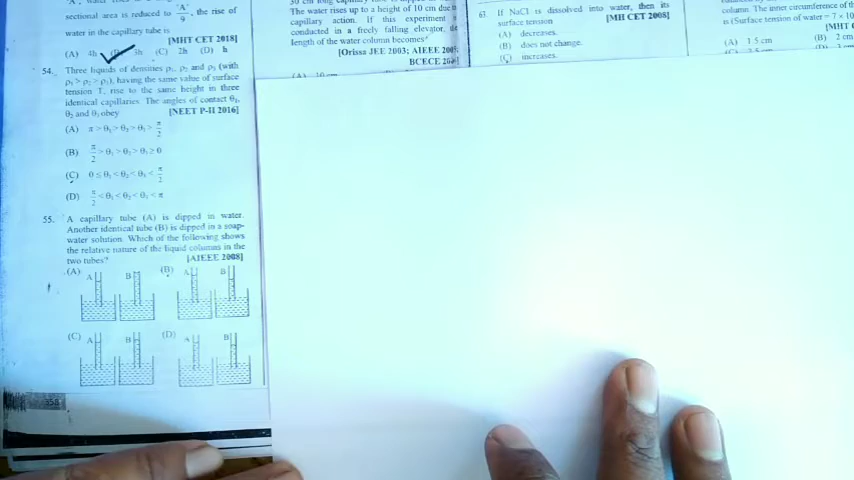 sectional area is reduced to 'A'/9, the rise of
water in the capillary tube is
[MHT CET 2018]
(A) 4h (B) 3h (C) 2h (D) h
54. Three liquids of densities ρ₁, ρ₂ and ρ₃ (with
ρ₁ > ρ₂ > ρ₃), having the same value of surface
tension T, rise to the same height in three
identical capillaries. The angles of contact θ₁,
θ₂ and θ₃ obey
[NEET P-II 2016]
(A) π > θ₁ > θ₂ > θ₃ > π/2
(B) π/2 > θ₁ > θ₂ > θ₃ ≥ 0
(C) 0 ≤ θ₁ < θ₂ < θ₃ < π/2
(D) π/2 < θ₁ < θ₂ < θ₃ < π
55. A capillary tube (A) is dipped in water.
Another identical tube (B) is dipped in a soap-
water solution. Which of the following shows
the relative nature of the liquid columns in the
two tubes?
[AIEEE 2008]
(A) A B (B) A B
(C) A B (D) A B
358
30 cm long capillary
The water rises up to a height of 10 cm due to
capillary action. If this experiment is
conducted in a freely falling elevator, the
length of the water column becomes
[Orissa JEE 2003; AIEEE 2005;
BCECE
(A) 10 cm
63. If NaCl is dissolved into water, then its
surface tension
[MH CET 2008]
(A) decreases.
(B) does not change.
(C) increases.
column. The inner circumference of th
is (Surface tension of water = 7 × 10
[MHT C
(A) 1.5 cm (B) 2 cm